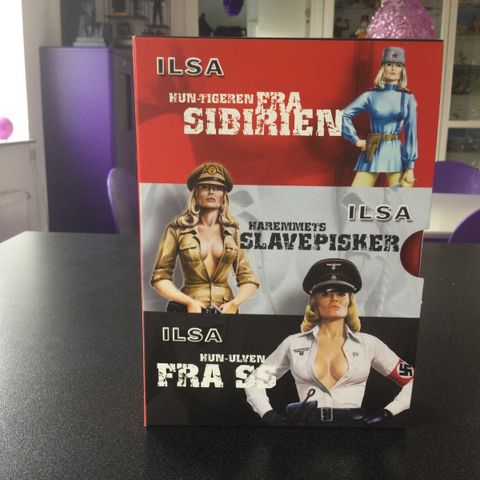 ILSA
HUN-TIGEREN FRA
SIBIRIEN
ILSA
HAREMMETS
SLAVEPISKER
ILSA
HUN-ULVEN
FRA SS